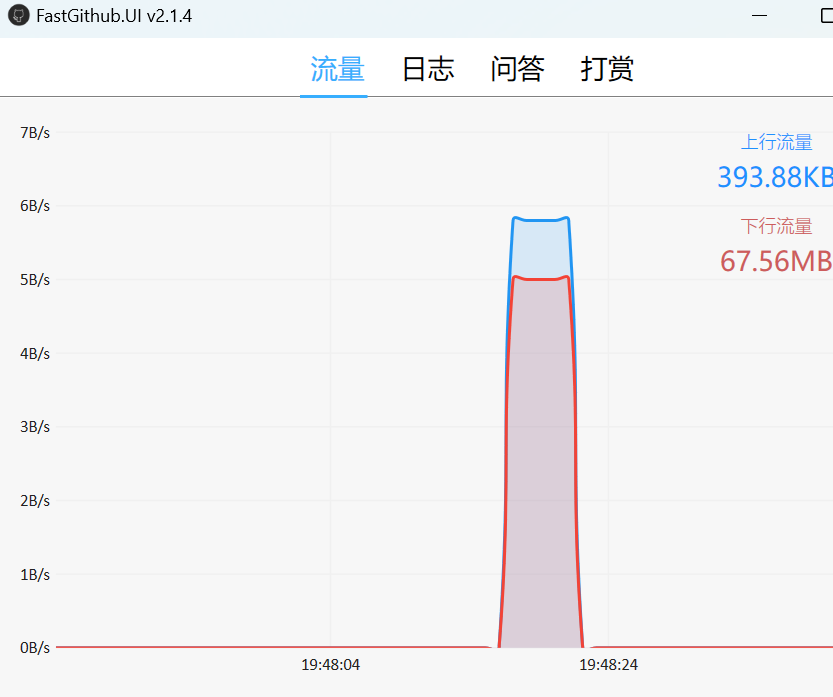 FastGithub.UI v2.1.4
流量 日志 问答 打赏
7B/s
上行流量
393.88KB
6B/s
下行流量
67.56MB
5B/s
4B/s
3B/s
2B/s
1B/s
0B/s
19:48:04 19:48:24